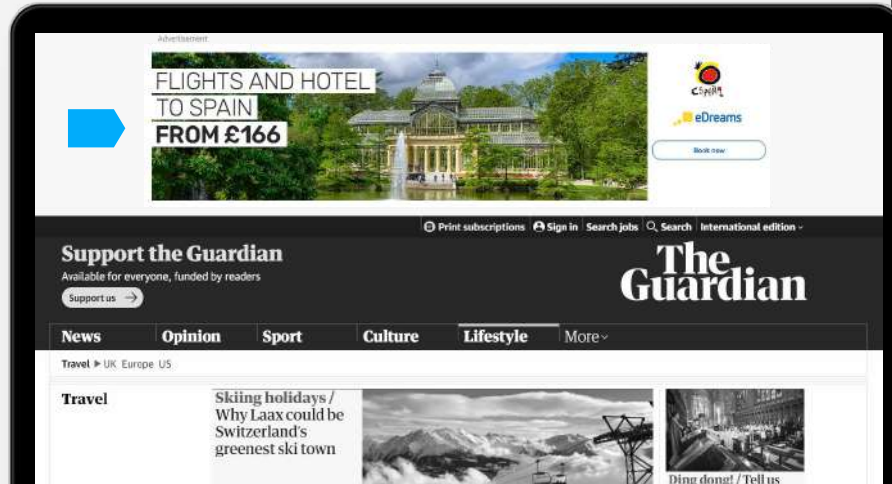 Advertisement
FLIGHTS AND HOTEL
TO SPAIN
FROM £166
ESPAÑA
eDreams
Book now
Print subscriptions Sign in Search jobs Search International edition
Support the Guardian
Available for everyone, funded by readers
Support us
The
Guardian
News Opinion Sport Culture Lifestyle More
Travel UK Europe US
Travel
Skiing holidays /
Why Laax could be
Switzerland's
greenest ski town
Ding dong! / Tell us